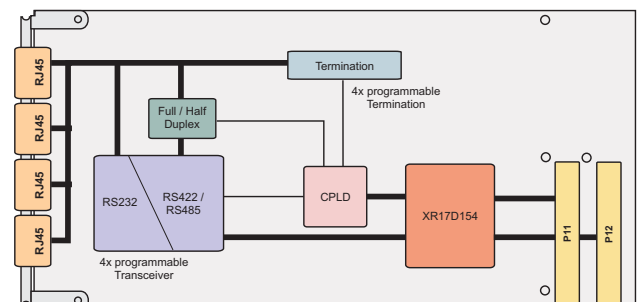 RJ45
RJ45
RJ45
RJ45
Termination
4x programmable
Termination
Full / Half
Duplex
RS232
RS422 /
RS485
4x programmable
Transceiver
CPLD
XR17D154
P11
P12